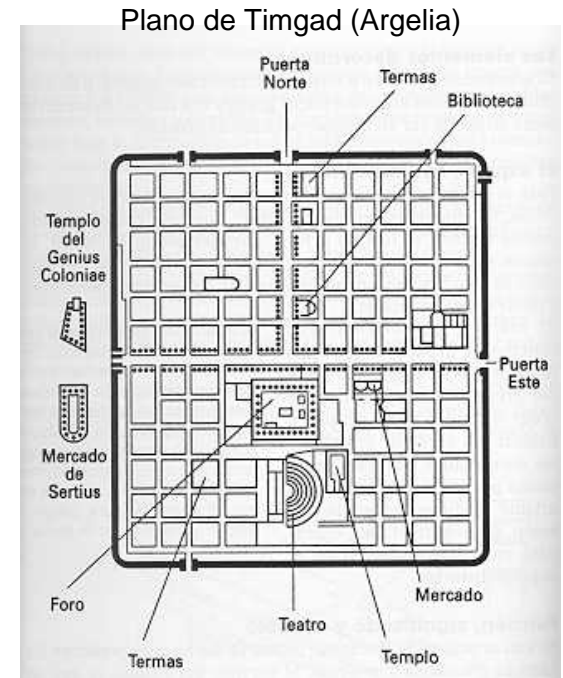 Plano de Timgad (Argelia)
Puerta
Norte
Termas
Biblioteca
Templo
del
Genius
Coloniae
Puerta
Este
Mercado
de
Sertius
Foro
Mercado
Teatro
Termas
Templo